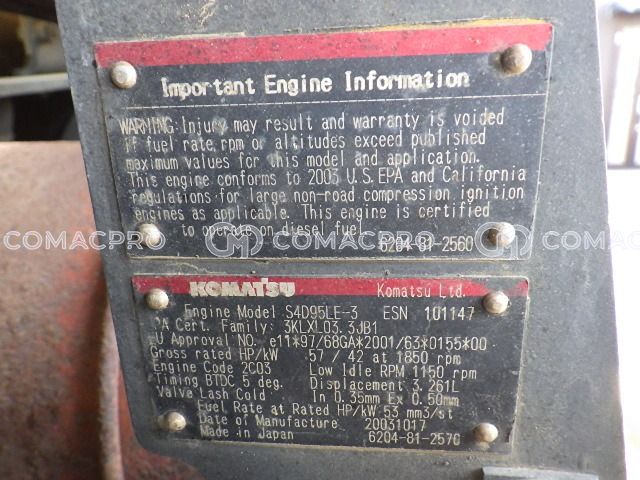 Important Engine Information
WARNING: Injury may result and warranty is voided
if fuel rate, rpm or altitudes exceed published
maximum values for this model and application.
This engine conforms to 2003 U.S.EPA and California
regulations for large non-road compression ignition
engines as applicable. This engine is certified
to operate on diesel fuel.
6204-81-2560
COMACPRO COMACPRO COMACPRO
KOMATSU Komatsu Ltd.
Engine Model S4D95LE-3 ESN 101147
PA Cert. Family: 3KLXL03.3JB1
EU Approval NO. e11*97/68GA*2001/63*0155*00
Gross rated HP/kW 57 / 42 at 1850 rpm
Engine Code 2C03 Low Idle RPM 1150 rpm
Timing BTDC 5 deg. Displacement 3.261L
Valve Lash Cold In 0.35mm Ex 0.50mm
Fuel Rate at Rated HP/kW 53 mm3/st
Date of Manufacture 20031017
Made in Japan 6204-81-2570